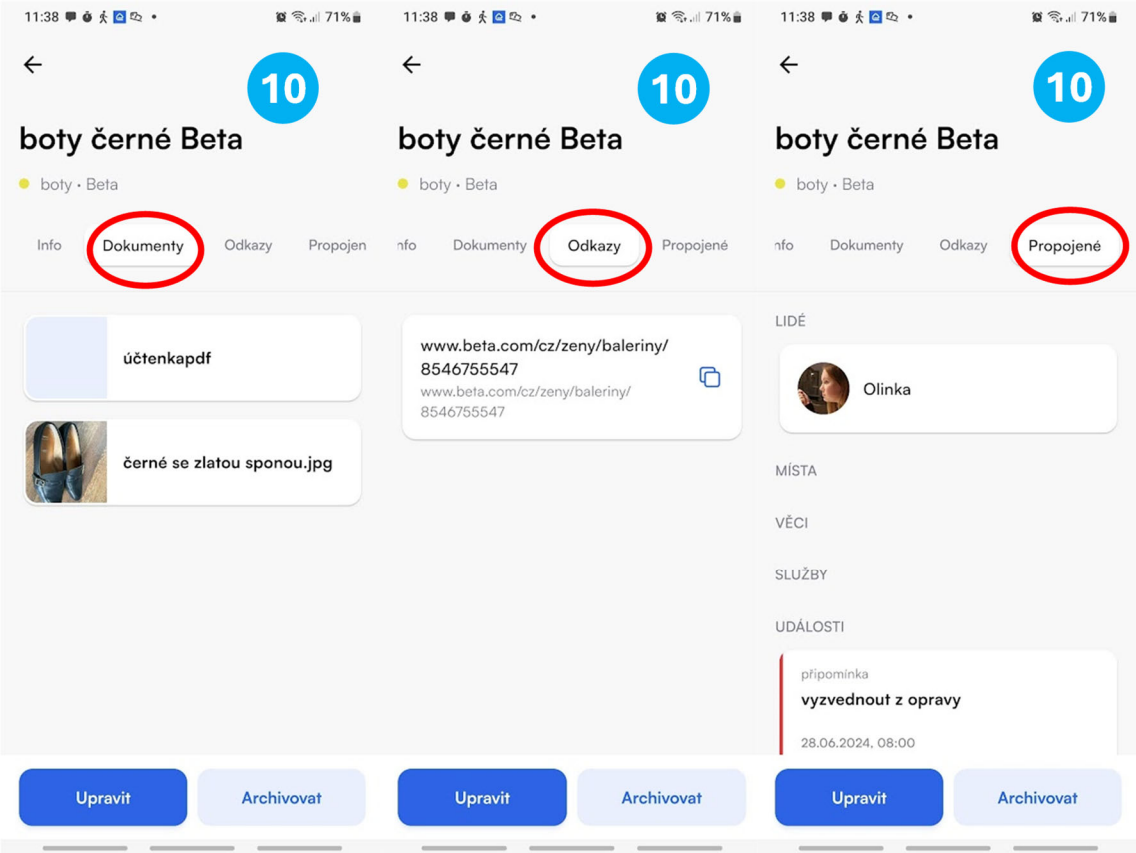 11:38
71%
10
boty černé Beta
boty • Beta
Info
Dokumenty
Odkazy
Propojen
účtenkapdf
černé se zlatou sponou.jpg
Upravit
Archivovat
11:38
71%
10
boty černé Beta
boty • Beta
nfo
Dokumenty
Odkazy
Propojené
www.beta.com/cz/zeny/baleriny/
8546755547
www.beta.com/cz/zeny/baleriny/
8546755547
Upravit
Archivovat
11:38
71%
10
boty černé Beta
boty • Beta
nfo
Dokumenty
Odkazy
Propojené
LIDÉ
Olinka
MÍSTA
VĚCI
SLUŽBY
UDÁLOSTI
připomínka
vyzvednout z opravy
28.06.2024, 08:00
Upravit
Archivovat